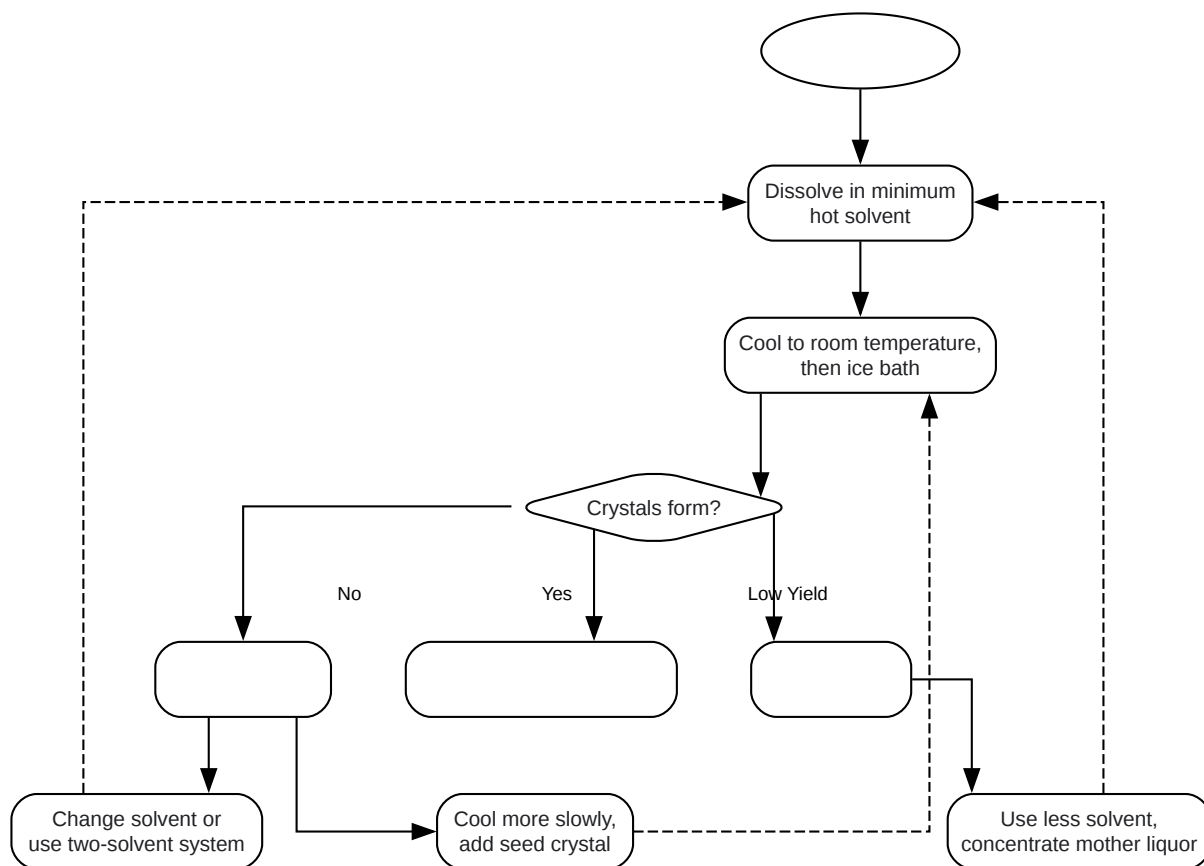 Dissolve in minimum
hot solvent
Cool to room temperature,
then ice bath
Crystals form?
No
Yes
Low Yield
Change solvent or
use two-solvent system
Cool more slowly,
add seed crystal
Use less solvent,
concentrate mother liquor